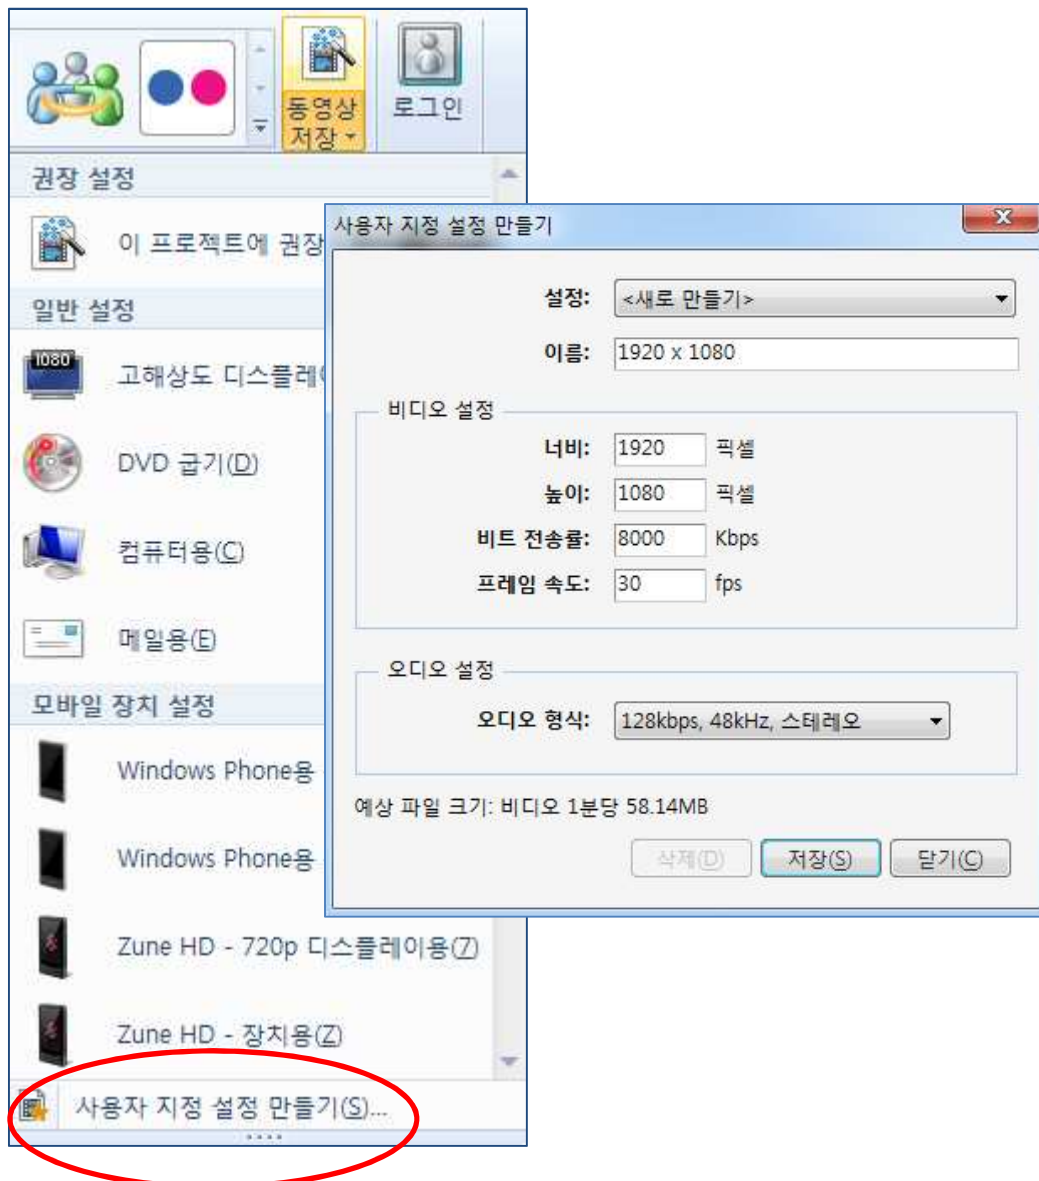 동영상
저장
로그인
권장 설정
이 프로젝트에 권장
일반 설정
1080
고해상도 디스플레이
DVD 굽기(D)
컴퓨터용(C)
메일용(E)
모바일 장치 설정
Windows Phone용
Windows Phone용
Zune HD - 720p 디스플레이용(7)
Zune HD - 장치용(Z)
사용자 지정 설정 만들기(S)...
사용자 지정 설정 만들기
설정: <새로 만들기>
이름: 1920 x 1080
비디오 설정
너비: 1920 픽셀
높이: 1080 픽셀
비트 전송률: 8000 Kbps
프레임 속도: 30 fps
오디오 설정
오디오 형식: 128kbps, 48kHz, 스테레오
예상 파일 크기: 비디오 1분당 58.14MB
삭제(D) 저장(S) 닫기(C)